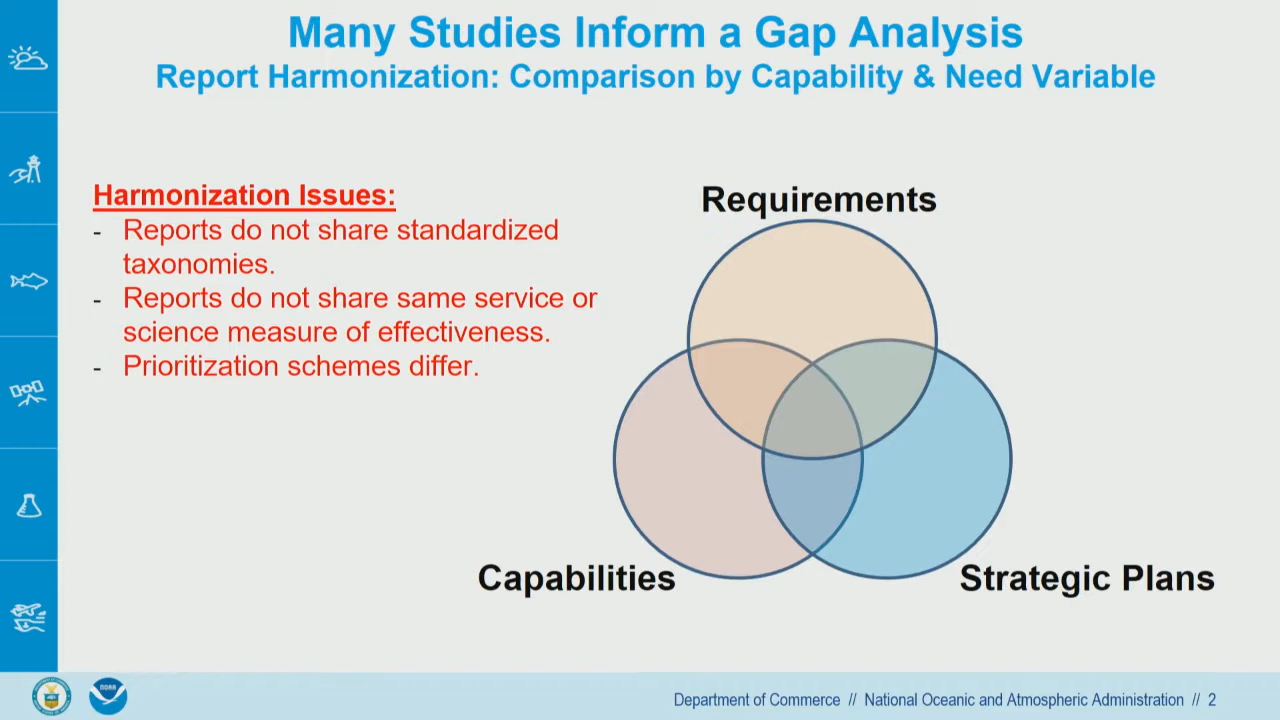 Many Studies Inform a Gap Analysis
Report Harmonization: Comparison by Capability & Need Variable
Harmonization Issues:
- Reports do not share standardized
taxonomies.
- Reports do not share same service or
science measure of effectiveness.
- Prioritization schemes differ.
Requirements
Capabilities
Strategic Plans
NOAA
Department of Commerce // National Oceanic and Atmospheric Administration // 2